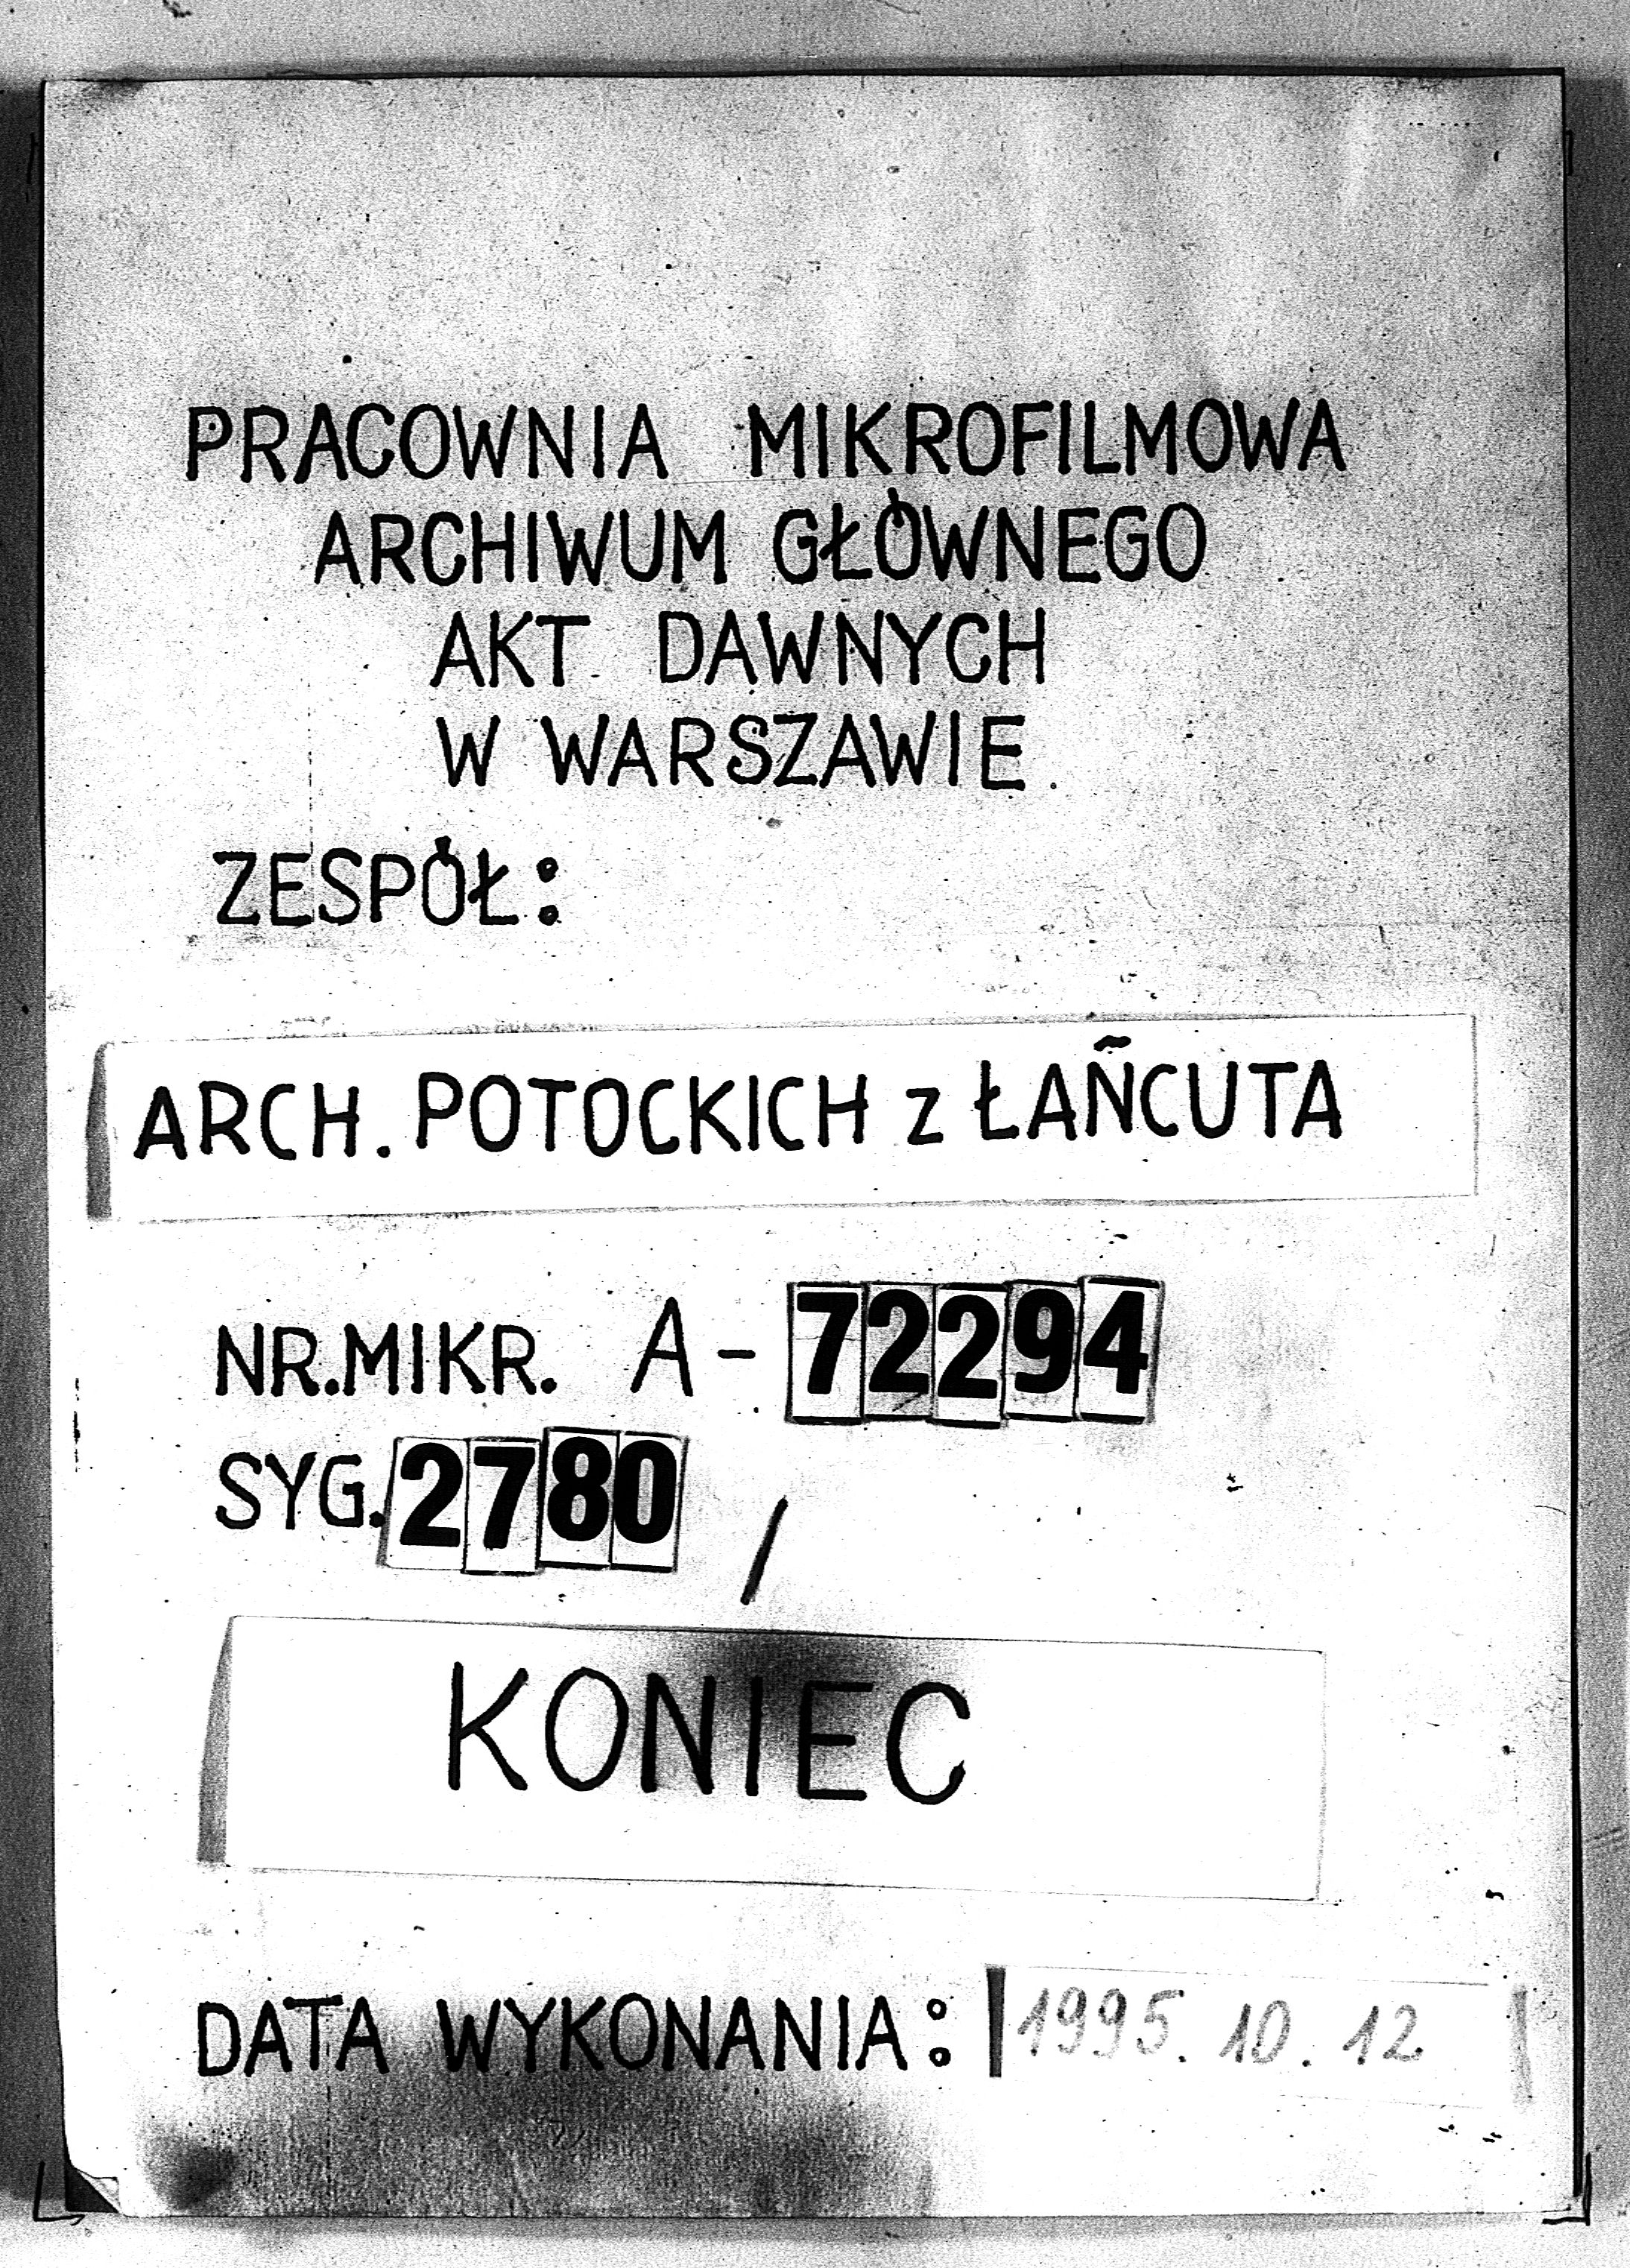 PRACOWNIA MIKROFILMOWA
ARCHIWUM GŁÓWNEGO
AKT DAWNYCH
W WARSZAWIE
ZESPÓŁ:
ARCH. POTOCKICH z ŁAŃCUTA
NR.MIKR. A-72294
SYG. 2780 /
KONIEC
DATA WYKONANIA: 1995.10.12